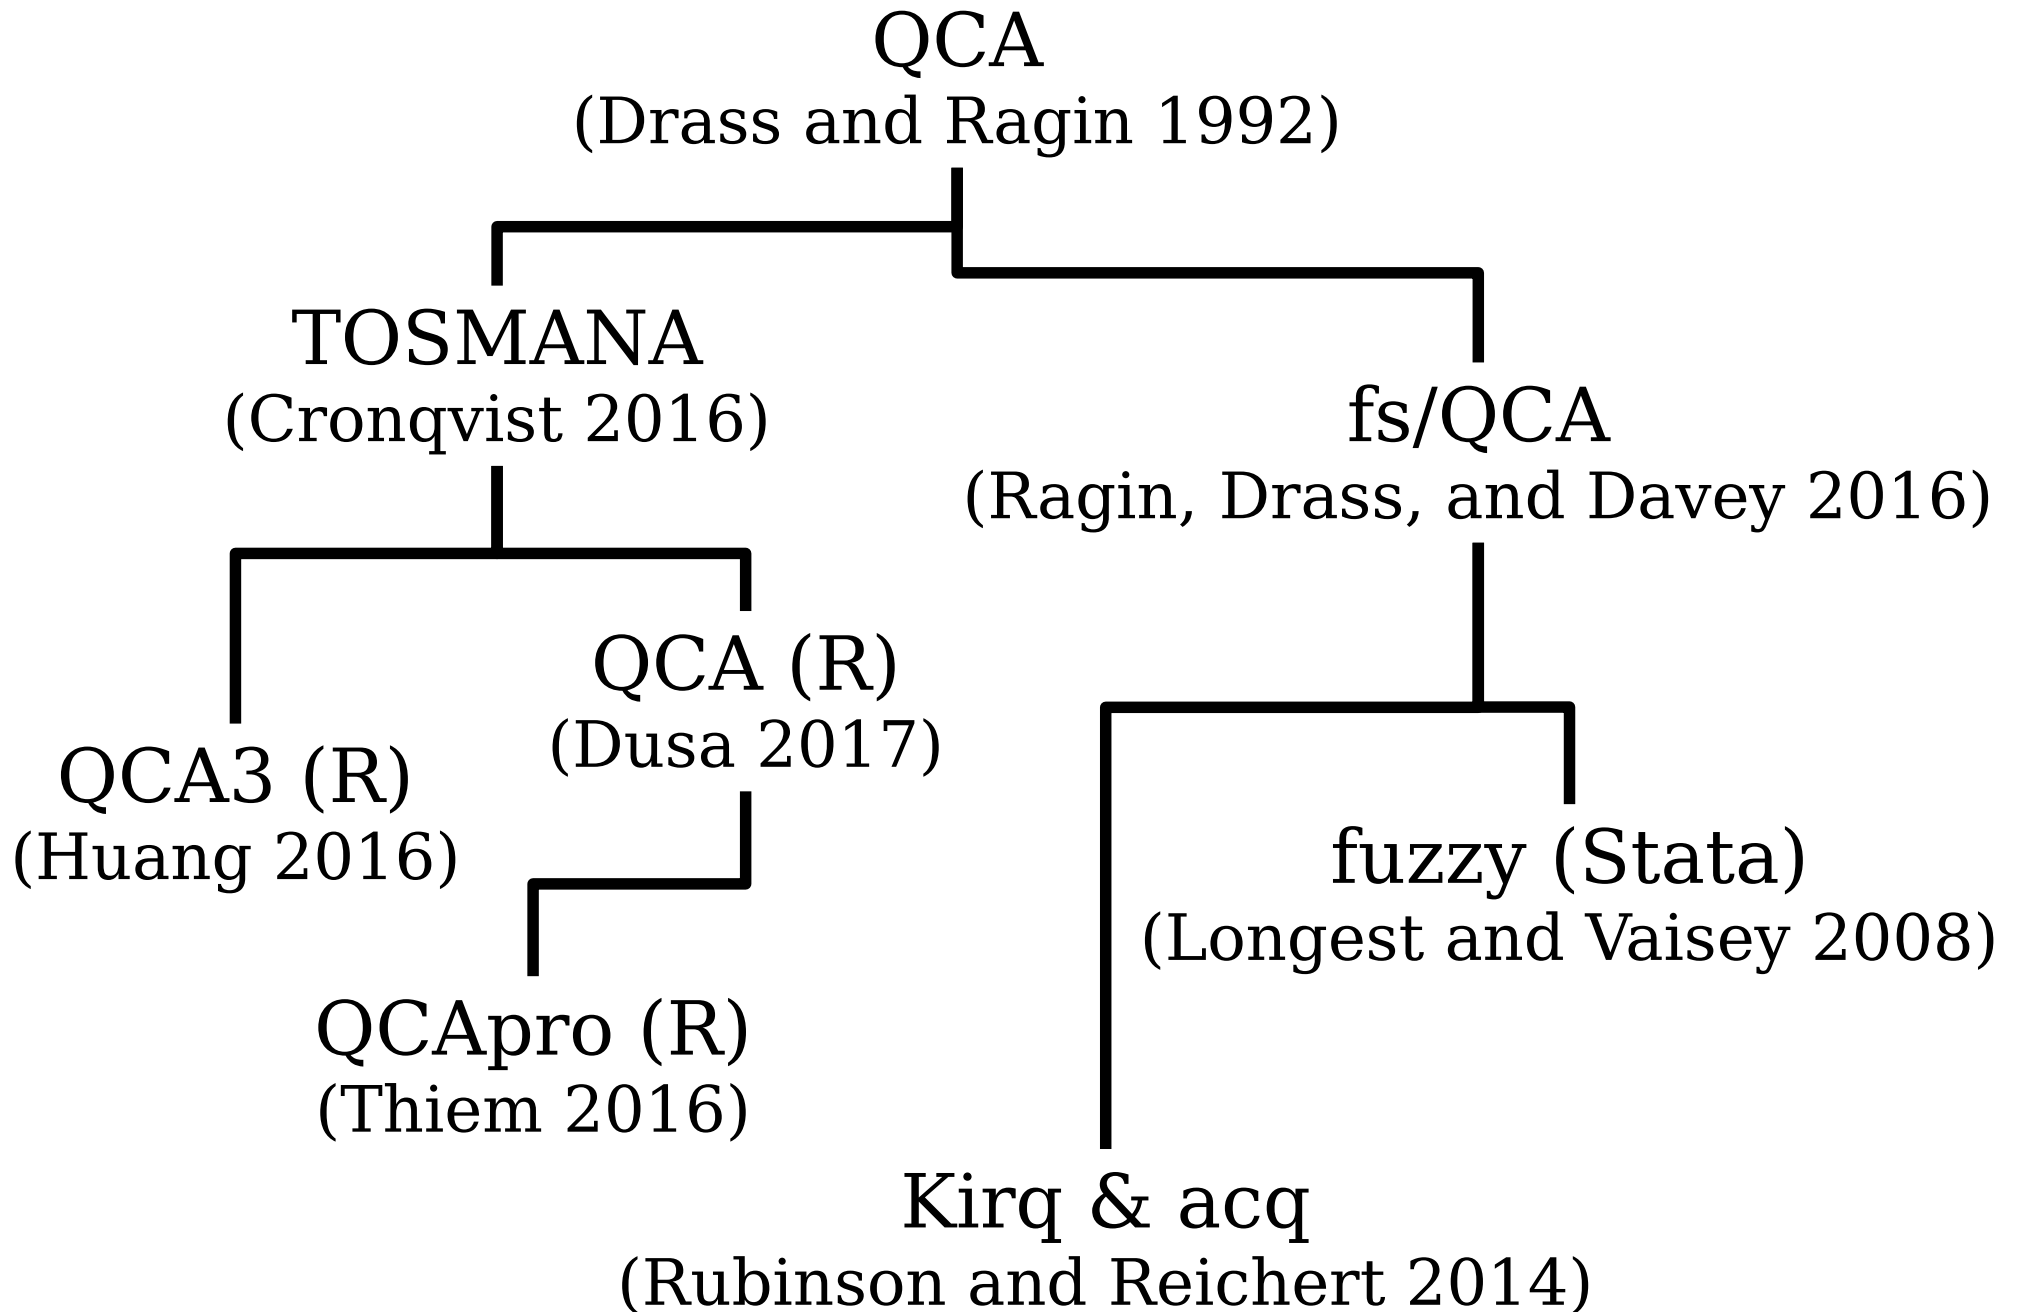 QCA
(Drass and Ragin 1992)
TOSMANA
(Cronqvist 2016)
fs/QCA
(Ragin, Drass, and Davey 2016)
QCA (R)
(Dusa 2017)
QCA3 (R)
(Huang 2016)
fuzzy (Stata)
(Longest and Vaisey 2008)
QCApro (R)
(Thiem 2016)
Kirq & acq
(Rubinson and Reichert 2014)